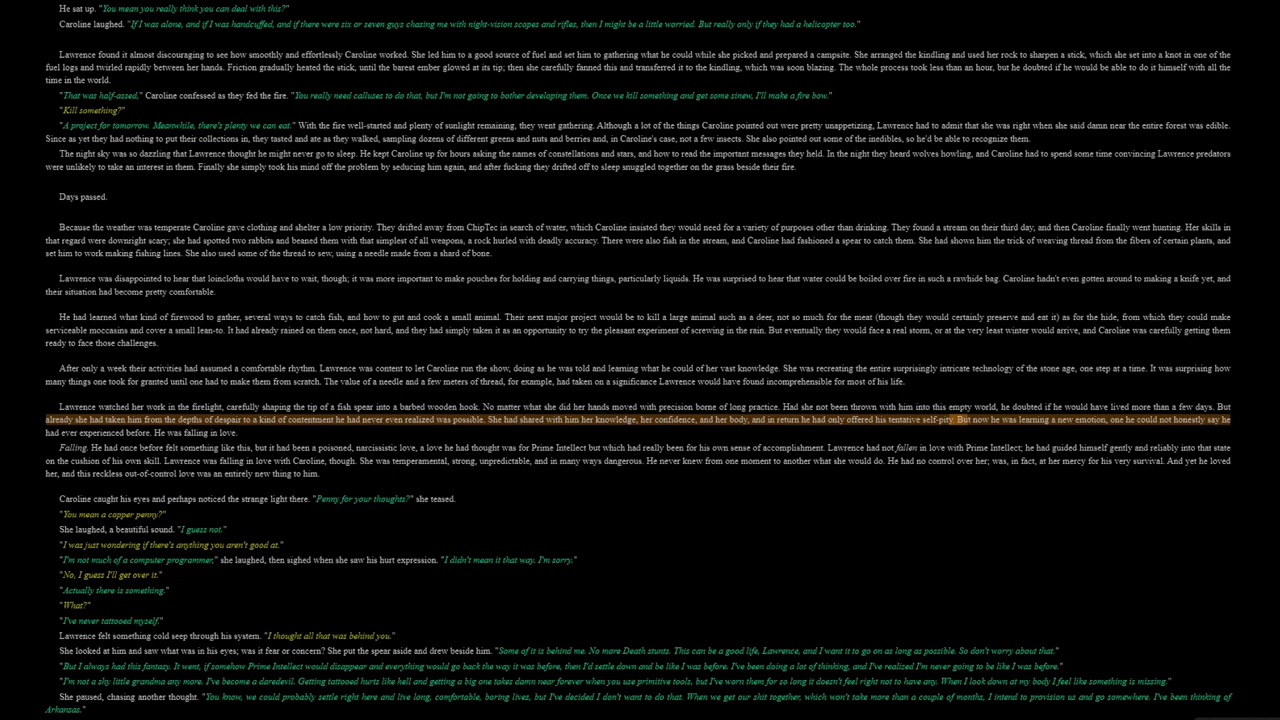 He sat up. "You mean you really think you can deal with this?"
Caroline laughed. "If I was alone, and if I was handcuffed, and if there were six or seven guys chasing me with night-vision scopes and rifles, then I might be a little worried. But really only if they had a helicopter too."
Lawrence found it almost discouraging to see how smoothly and effortlessly Caroline worked. She led him to a good source of fuel and set him to gathering what he could while she picked and prepared a campsite. She arranged the kindling and used her rock to sharpen a stick, which she set into a knot in one of the
fuel logs and twirled rapidly between her hands. Friction gradually heated the stick, until the barest ember glowed at its tip; then she carefully fanned this and transferred it to the kindling, which was soon blazing. The whole process took less than an hour, but he doubted if he would be able to do it himself with all the
time in the world.
"That was half-assed," Caroline confessed as they fed the fire. "You really need calluses to do that, but I'm not going to bother developing them. Once we kill something and get some sinew, I'll make a fire bow."
"Kill something?"
"A project for tomorrow. Meanwhile, there's plenty we can eat." With the fire well-started and plenty of sunlight remaining, they went gathering. Although a lot of the things Caroline pointed out were pretty unappetizing, Lawrence had to admit that she was right when she said damn near the entire forest was edible.
Since as yet they had nothing to put their collections in, they tasted and ate as they walked, sampling dozens of different greens and nuts and berries and, in Caroline's case, not a few insects. She also pointed out some of the inedibles, so he'd be able to recognize them.
The night sky was so dazzling that Lawrence thought he might never go to sleep. He kept Caroline up for hours asking the names of constellations and stars, and how to read the important messages they held. In the night they heard wolves howling, and Caroline had to spend some time convincing Lawrence predators
were unlikely to take an interest in them. Finally she simply took his mind off the problem by seducing him again, and after fucking they drifted off to sleep snuggled together on the grass beside their fire.
Days passed.
Because the weather was temperate Caroline gave clothing and shelter a low priority. They drifted away from ChipTec in search of water, which Caroline insisted they would need for a variety of purposes other than drinking. They found a stream on their third day, and then Caroline finally went hunting. Her skills in
that regard were downright scary; she had spotted two rabbits and beaned them with that simplest of all weapons, a rock hurled with deadly accuracy. There were also fish in the stream, and Caroline had fashioned a spear to catch them. She had shown him the trick of weaving thread from the fibers of certain plants, and
set him to work making fishing lines. She also used some of the thread to sew, using a needle made from a shard of bone.
Lawrence was disappointed to hear that loincloths would have to wait, though; it was more important to make pouches for holding and carrying things, particularly liquids. He was surprised to hear that water could be boiled over fire in such a rawhide bag. Caroline hadn't even gotten around to making a knife yet, and
their situation had become pretty comfortable.
He had learned what kind of firewood to gather, several ways to catch fish, and how to gut and cook a small animal. Their next major project would be to kill a large animal such as a deer, not so much for the meat (though they would certainly preserve and eat it) as for the hide, from which they could make
serviceable moccasins and cover a small lean-to. It had already rained on them once, not hard, and they had simply taken it as an opportunity to try the pleasant experiment of screwing in the rain. But eventually they would face a real storm, or at the very least winter would arrive, and Caroline was carefully getting them
ready to face those challenges.
After only a week their activities had assumed a comfortable rhythm. Lawrence was content to let Caroline run the show, doing as he was told and learning what he could of her vast knowledge. She was recreating the entire surprisingly intricate technology of the stone age, one step at a time. It was surprising how
many things one took for granted until one had to make them from scratch. The value of a needle and a few meters of thread, for example, had taken on a significance Lawrence would have found incomprehensible for most of his life.
Lawrence watched her work in the firelight, carefully shaping the tip of a fish spear into a barbed wooden hook. No matter what she did her hands moved with precision borne of long practice. Had she not been thrown with him into this empty world, he doubted if he would have lived more than a few days. But
already she had taken him from the depths of despair to a kind of contentment he had never even realized was possible. She had shared with him her knowledge, her confidence, and her body, and in return he had only offered his tentative self-pity. But now he was learning a new emotion, one he could not honestly say he
had ever experienced before. He was falling in love.
Falling. He had once before felt something like this, but it had been a poisoned, narcissistic love, a love he had thought was for Prime Intellect but which had really been for his own sense of accomplishment. Lawrence had not fallen in love with Prime Intellect; he had guided himself gently and reliably into that state
on the cushion of his own skill. Lawrence was falling in love with Caroline, though. She was temperamental, strong, unpredictable, and in many ways dangerous. He never knew from one moment to another what she would do. He had no control over her; was, in fact, at her mercy for his very survival. And yet he loved
her, and this reckless out-of-control love was an entirely new thing to him.
Caroline caught his eyes and perhaps noticed the strange light there. "Penny for your thoughts?" she teased.
"You mean a copper penny?"
She laughed, a beautiful sound. "I guess not."
"I was just wondering if there's anything you aren't good at."
"I'm not much of a computer programmer," she laughed, then sighed when she saw his hurt expression. "I didn't mean it that way. I'm sorry."
"No, I guess I'll get over it."
"Actually there is something."
"What?"
"I've never tattooed myself."
Lawrence felt something cold seep through his system. "I thought all that was behind you."
She looked at him and saw what was in his eyes; was it fear or concern? She put the spear aside and drew beside him. "Some of it is behind me. No more Death stunts. This can be a good life, Lawrence, and I want it to go on as long as possible. So don't worry about that."
"But I always had this fantasy. It went, if somehow Prime Intellect would disappear and everything would go back the way it was before, then I'd settle down and be like I was before. I've been doing a lot of thinking, and I've realized I'm never going to be like I was before."
"I'm not a shy little grandma any more. I've become a daredevil. Getting tattooed hurts like hell and getting a big one takes damn near forever when you use primitive tools, but I've worn them for so long it doesn't feel right not to have any. When I look down at my body I feel like something is missing."
She paused, chasing another thought. "You know, we could probably settle right here and live long, comfortable, boring lives, but I've decided I don't want to do that. When we get our shit together, which won't take more than a couple of months, I intend to provision us and go somewhere. I've been thinking of
Arkansas."